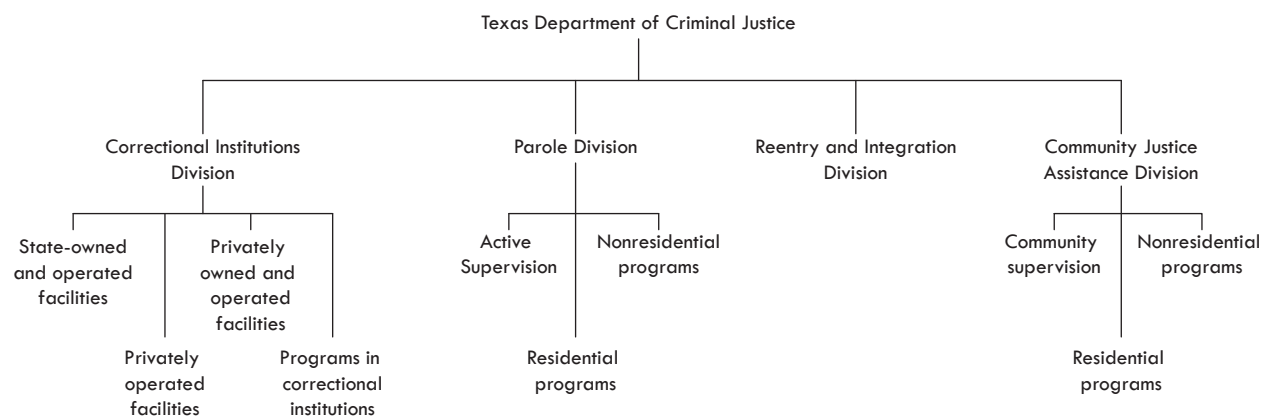 Texas Department of Criminal Justice
Correctional Institutions
Division
Parole Division
Reentry and Integration
Division
Community Justice
Assistance Division
State-owned
and operated
facilities
Privately
operated
facilities
Privately
owned and
operated
facilities
Programs in
correctional
institutions
Active
Supervision
Residential
programs
Nonresidential
programs
Community
supervision
Residential
programs
Nonresidential
programs